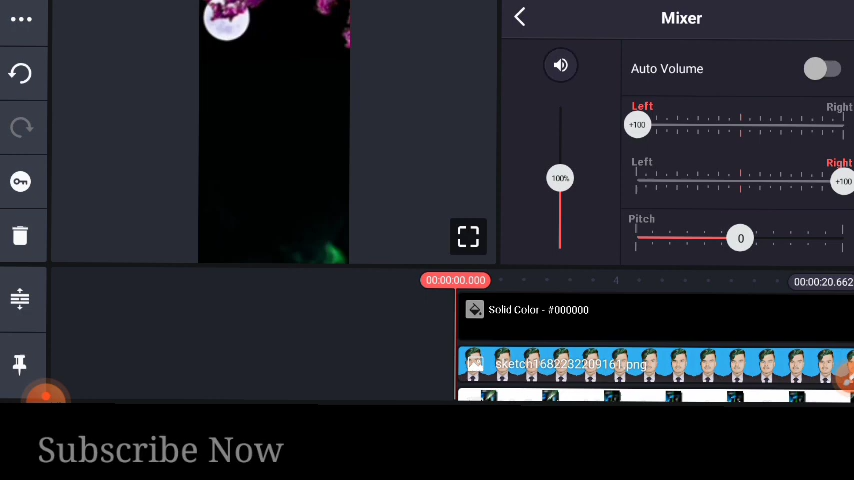 Mixer
Auto Volume
Left Right
+100
100%
Left Right
+100
Pitch
0
00:00:00.000
4
00:00:20.662
Solid Color - #000000
sketch1682232209161.png
Subscribe Now